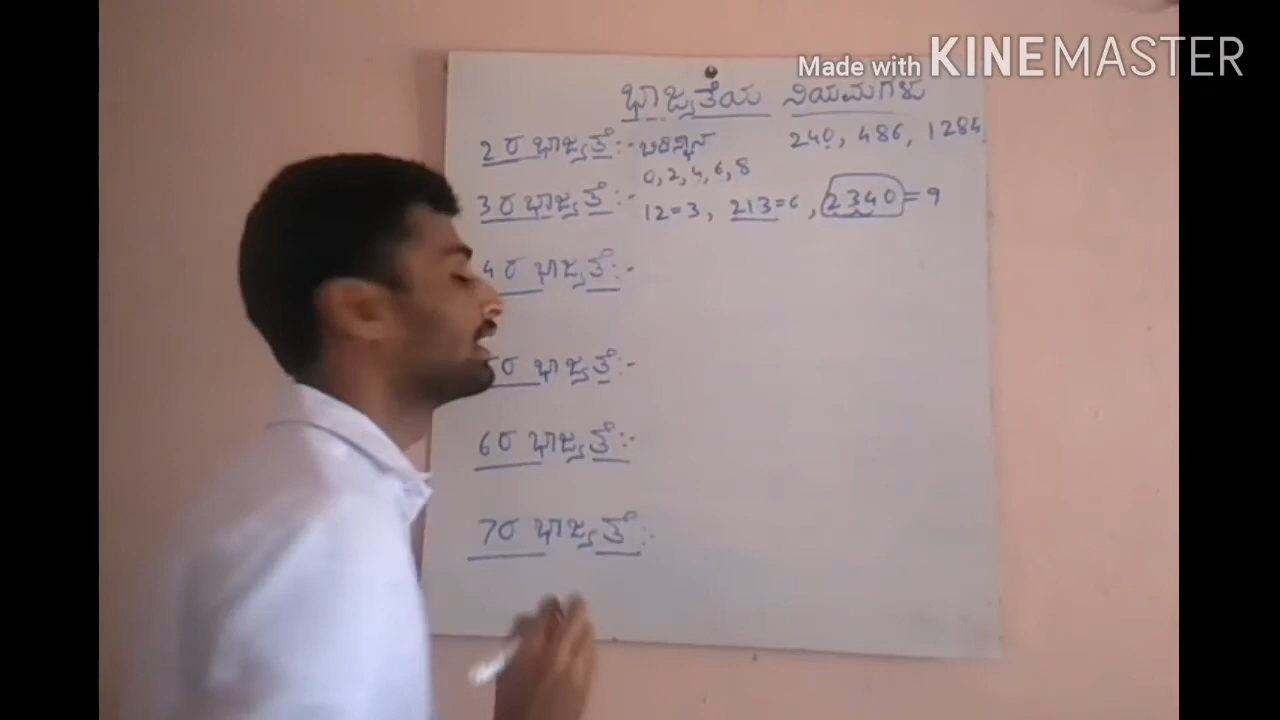 Made with KINEMASTER
ಭಾಜ್ಯತೆಯ ನಿಯಮಗಳು
2ರ ಭಾಜ್ಯತೆ:- 240, 486, 1284
0, 2, 4, 6, 8
3ರ ಭಾಜ್ಯತೆ:- 12=3, 213=6, 2340=9
4ರ ಭಾಜ್ಯತೆ:-
ರ ಭಾಜ್ಯತೆ:-
6ರ ಭಾಜ್ಯತೆ:-
7ರ ಭಾಜ್ಯತೆ:-